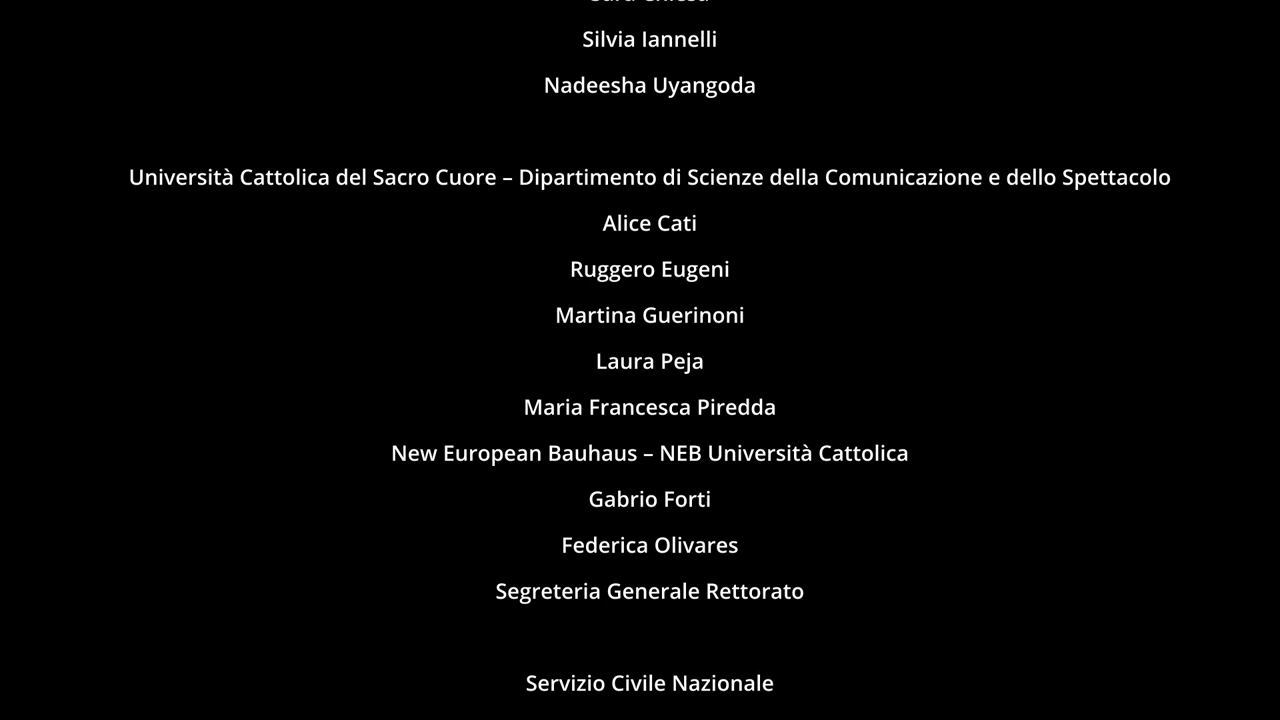 Silvia Iannelli
Nadeesha Uyangoda
Università Cattolica del Sacro Cuore – Dipartimento di Scienze della Comunicazione e dello Spettacolo
Alice Cati
Ruggero Eugeni
Martina Guerinoni
Laura Peja
Maria Francesca Piredda
New European Bauhaus – NEB Università Cattolica
Gabrio Forti
Federica Olivares
Segreteria Generale Rettorato
Servizio Civile Nazionale